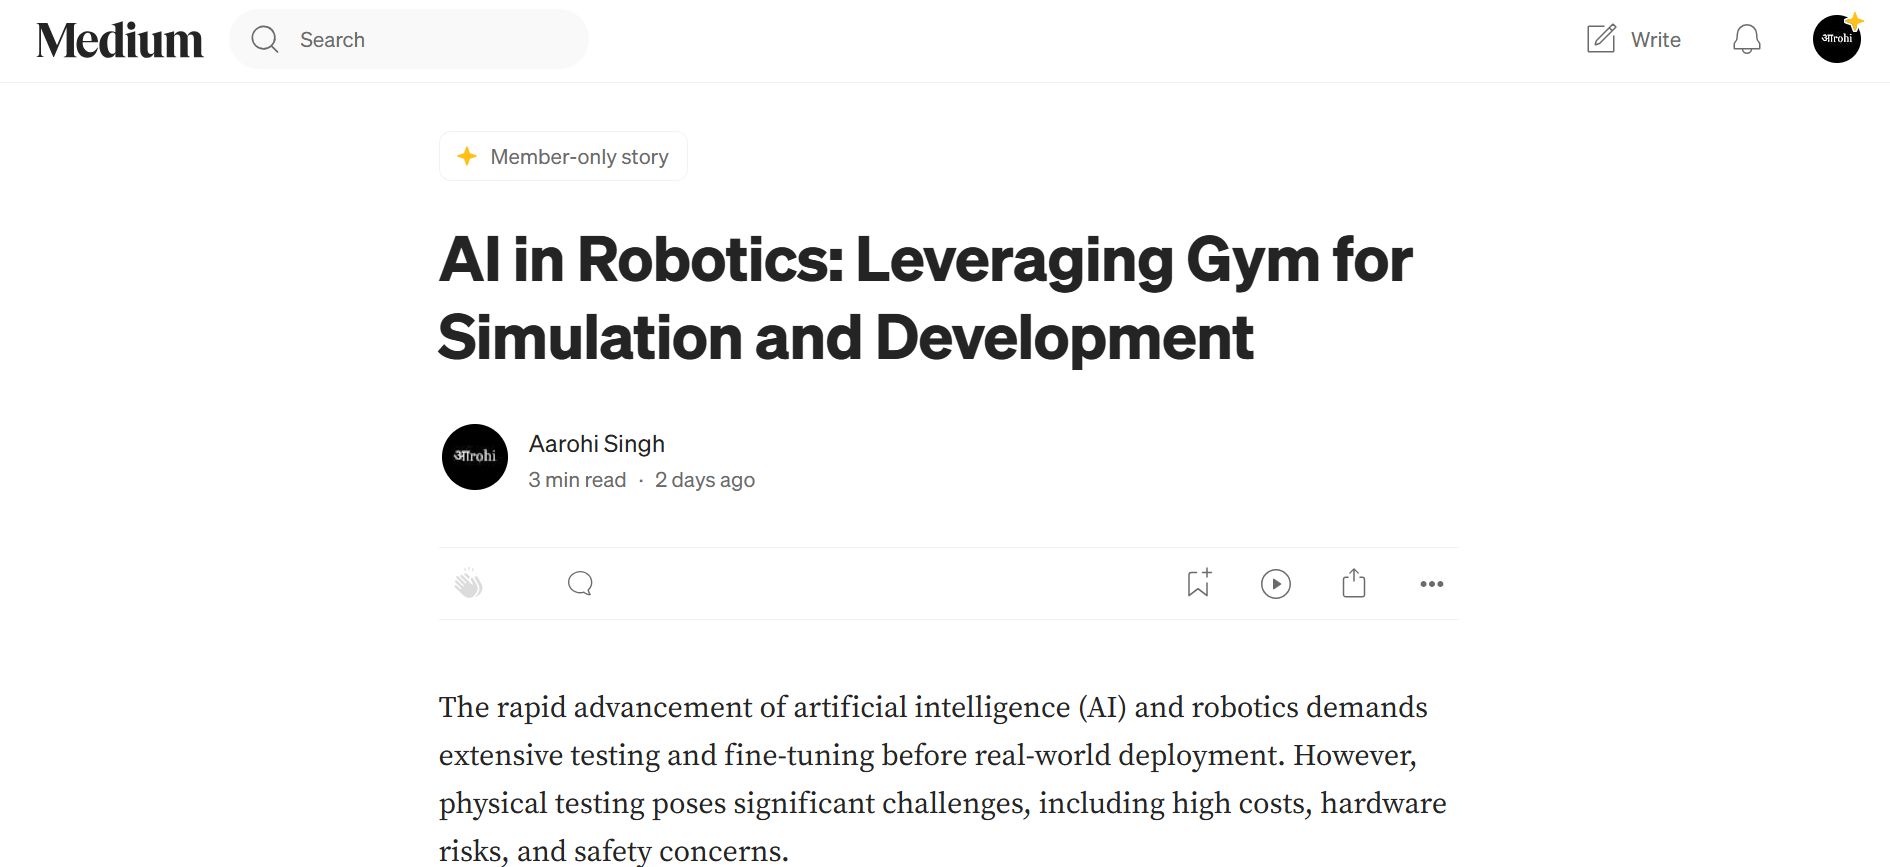 Medium
Search
Write
आrohi
Member-only story
AI in Robotics: Leveraging Gym for
Simulation and Development
आrohi
Aarohi Singh
3 min read · 2 days ago
The rapid advancement of artificial intelligence (AI) and robotics demands
extensive testing and fine-tuning before real-world deployment. However,
physical testing poses significant challenges, including high costs, hardware
risks, and safety concerns.